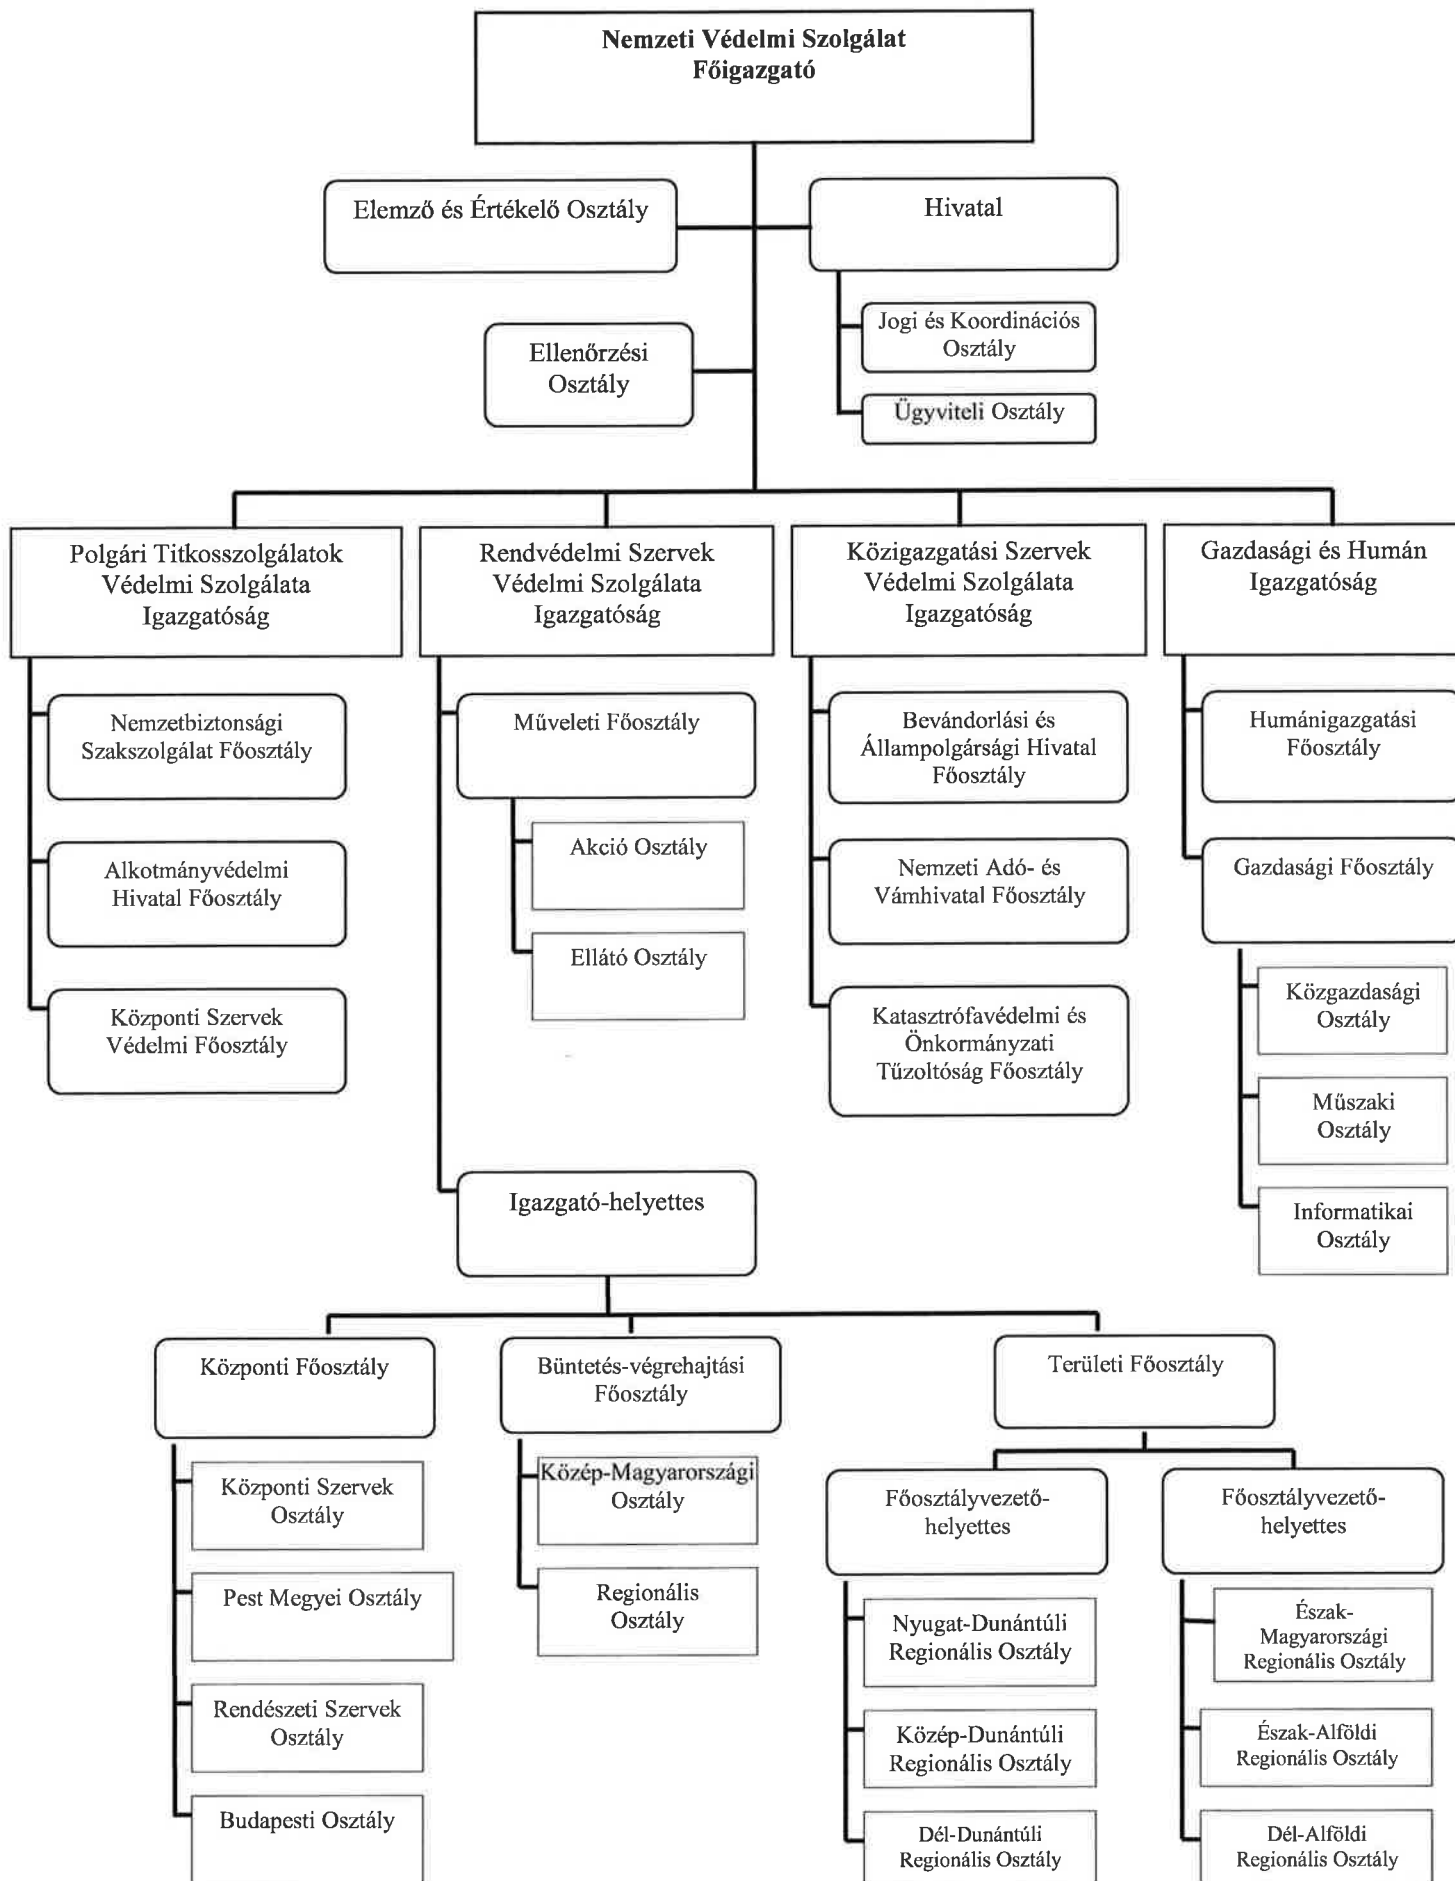 Nemzeti Védelmi Szolgálat
Főigazgató
Elemző és Értékelő Osztály
Hivatal
Jogi és Koordinációs
Osztály
Ellenőrzési
Osztály
Ügyviteli Osztály
Polgári Titkosszolgálatok
Védelmi Szolgálata
Igazgatóság
Rendvédelmi Szervek
Védelmi Szolgálata
Igazgatóság
Közigazgatási Szervek
Védelmi Szolgálata
Igazgatóság
Gazdasági és Humán
Igazgatóság
Nemzetbiztonsági
Szakszolgálat Főosztály
Alkotmányvédelmi
Hivatal Főosztály
Központi Szervek
Védelmi Főosztály
Műveleti Főosztály
Akció Osztály
Ellátó Osztály
Bevándorlási és
Állampolgársági Hivatal
Főosztály
Nemzeti Adó- és
Vámhivatal Főosztály
Katasztrófavédelmi és
Önkormányzati
Tűzoltóság Főosztály
Humánigazgatási
Főosztály
Gazdasági Főosztály
Közgazdasági
Osztály
Műszaki
Osztály
Informatikai
Osztály
Igazgató-helyettes
Központi Főosztály
Központi Szervek
Osztály
Pest Megyei Osztály
Rendészeti Szervek
Osztály
Budapesti Osztály
Büntetés-végrehajtási
Főosztály
Közép-Magyarországi
Osztály
Regionális
Osztály
Területi Főosztály
Főosztályvezető-
helyettes
Nyugat-Dunántúli
Regionális Osztály
Közép-Dunántúli
Regionális Osztály
Dél-Dunántúli
Regionális Osztály
Főosztályvezető-
helyettes
Észak-
Magyarországi
Regionális Osztály
Észak-Alföldi
Regionális Osztály
Dél-Alföldi
Regionális Osztály